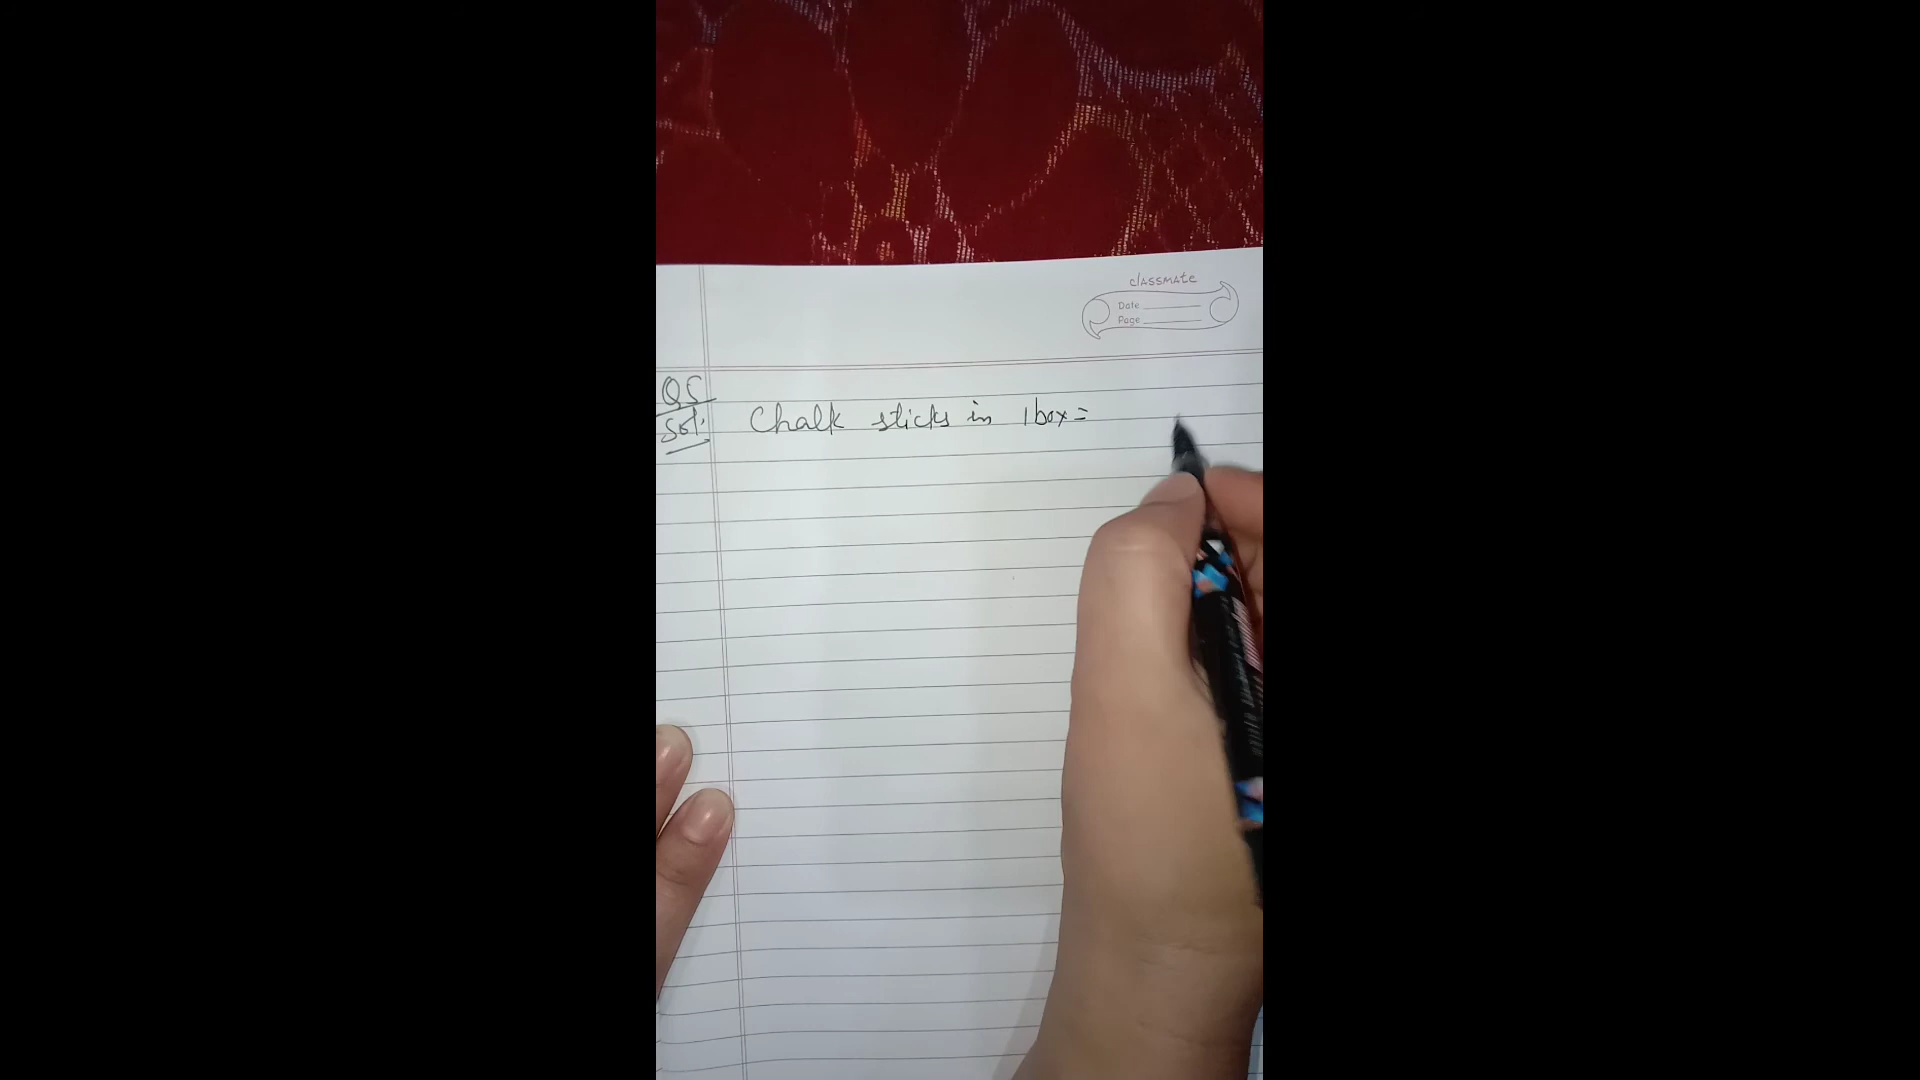 classmate
Date
Page
Q5
Sol:
Chalk sticks in 1 box =